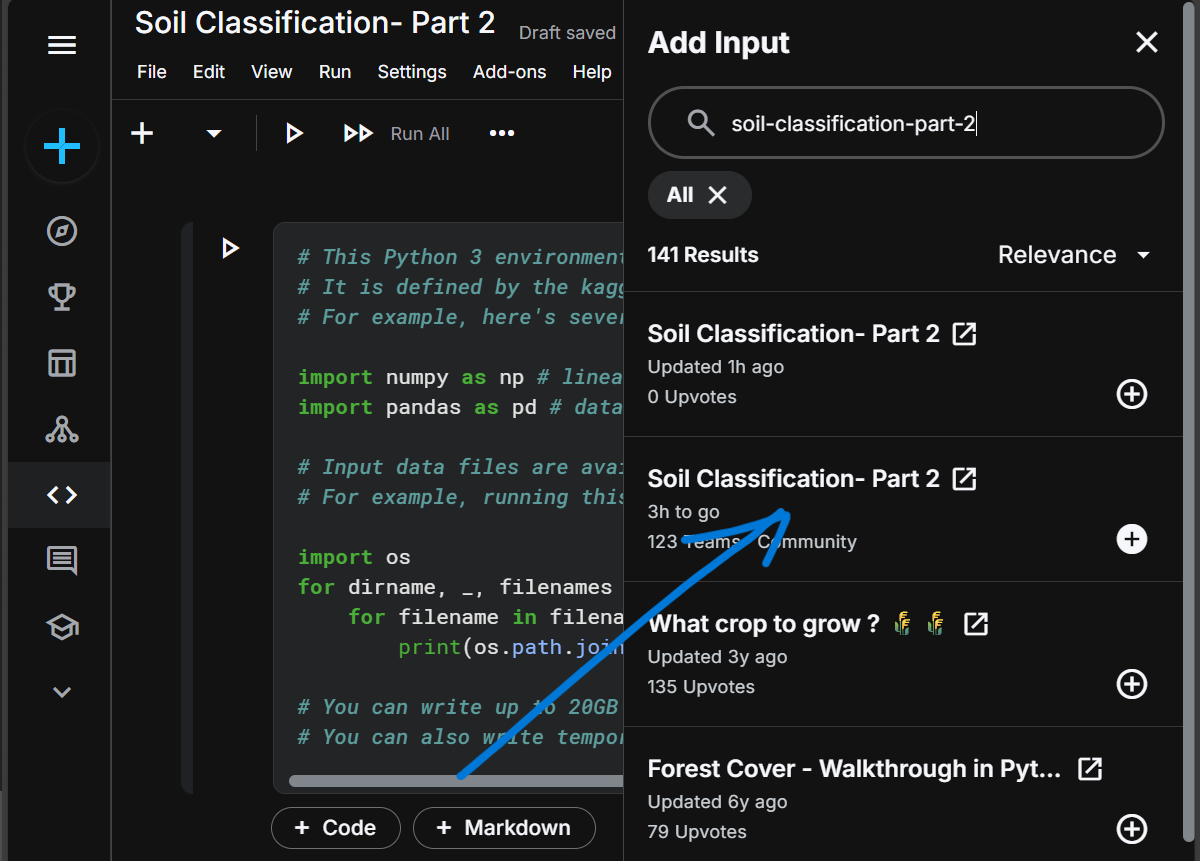 Soil Classification- Part 2 Draft saved
File Edit View Run Settings Add-ons Help
Run All
# This Python 3 environment
# It is defined by the kagg
# For example, here's sever
import numpy as np # linea
import pandas as pd # data
# Input data files are avai
# For example, running this
import os
for dirname, _, filenames
for filename in filena
print(os.path.join
# You can write up to 20GB
# You can also write tempor
+ Code + Markdown
Add Input
soil-classification-part-2
All
141 Results Relevance
Soil Classification- Part 2
Updated 1h ago
0 Upvotes
Soil Classification- Part 2
3h to go
123 Teams · Community
What crop to grow ?
Updated 3y ago
135 Upvotes
Forest Cover - Walkthrough in Pyt...
Updated 6y ago
79 Upvotes